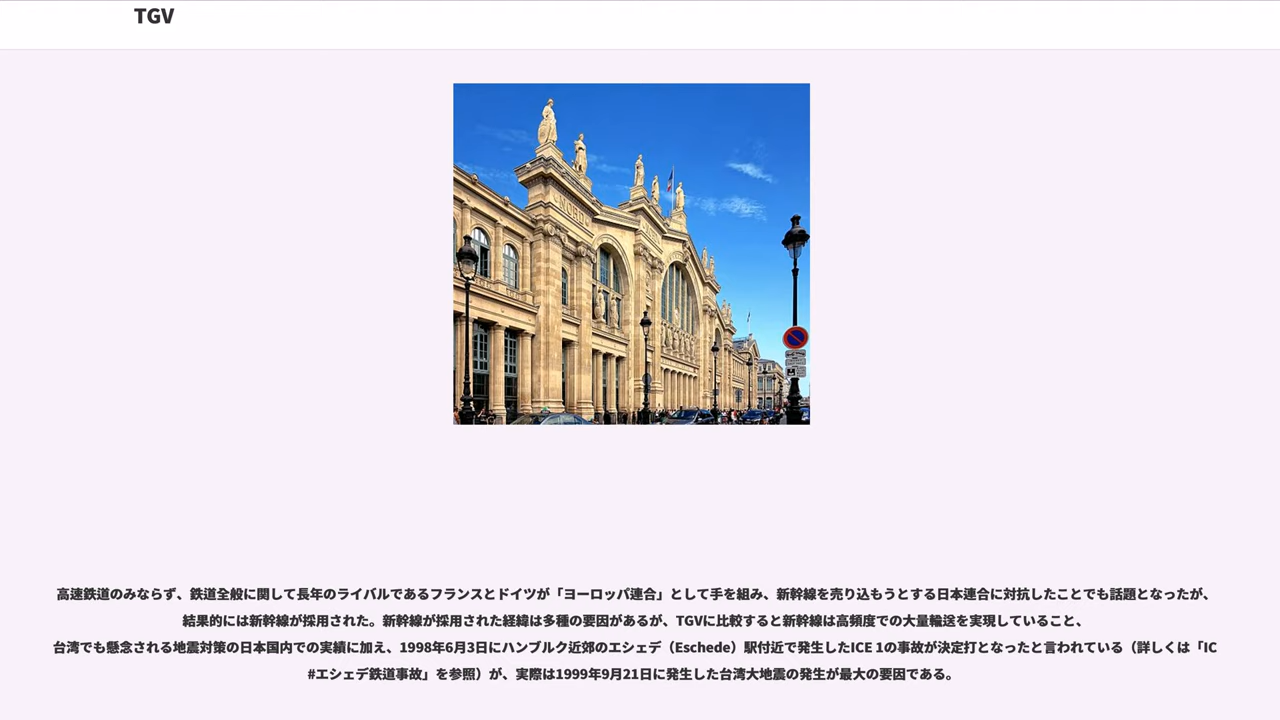 TGV
NORD
高速鉄道のみならず、鉄道全般に関して長年のライバルであるフランスとドイツが「ヨーロッパ連合」として手を組み、新幹線を売り込もうとする日本連合に対抗したことでも話題となったが、
結果的には新幹線が採用された。新幹線が採用された経緯は多種の要因があるが、TGVに比較すると新幹線は高頻度での大量輸送を実現していること、
台湾でも懸念される地震対策の日本国内での実績に加え、1998年6月3日にハンブルク近郊のエシェデ（Eschede）駅付近で発生したICE 1の事故が決定打となったと言われている（詳しくは「IC
#エシェデ鉄道事故」を参照）が、実際は1999年9月21日に発生した台湾大地震の発生が最大の要因である。